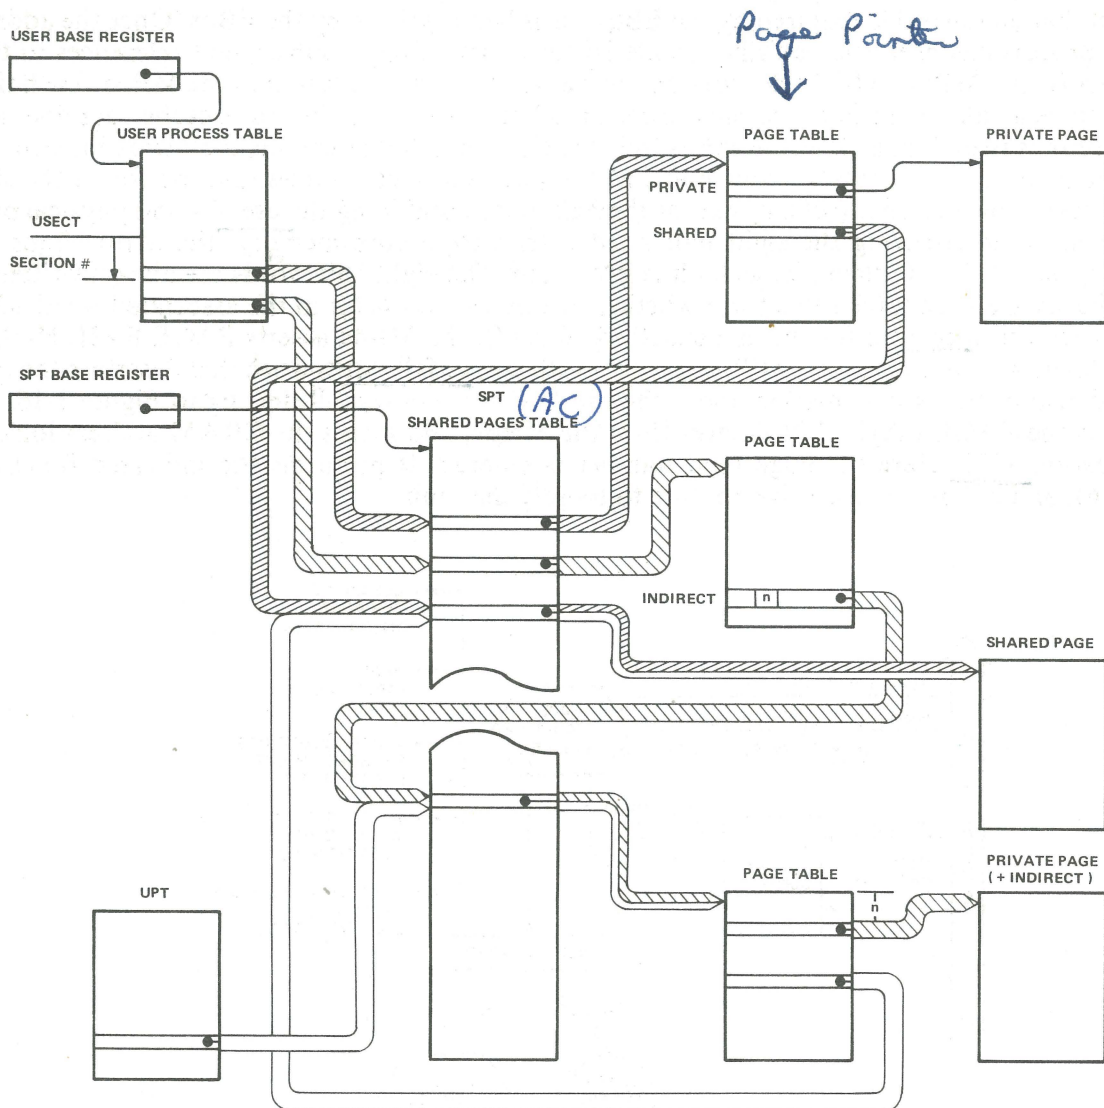 Page Pointer
USER BASE REGISTER
USER PROCESS TABLE
PAGE TABLE
PRIVATE PAGE
PRIVATE
USECT
SHARED
SECTION #
SPT BASE REGISTER
SPT (AC)
SHARED PAGES TABLE
PAGE TABLE
INDIRECT
n
SHARED PAGE
UPT
PAGE TABLE
n
PRIVATE PAGE
(+ INDIRECT)